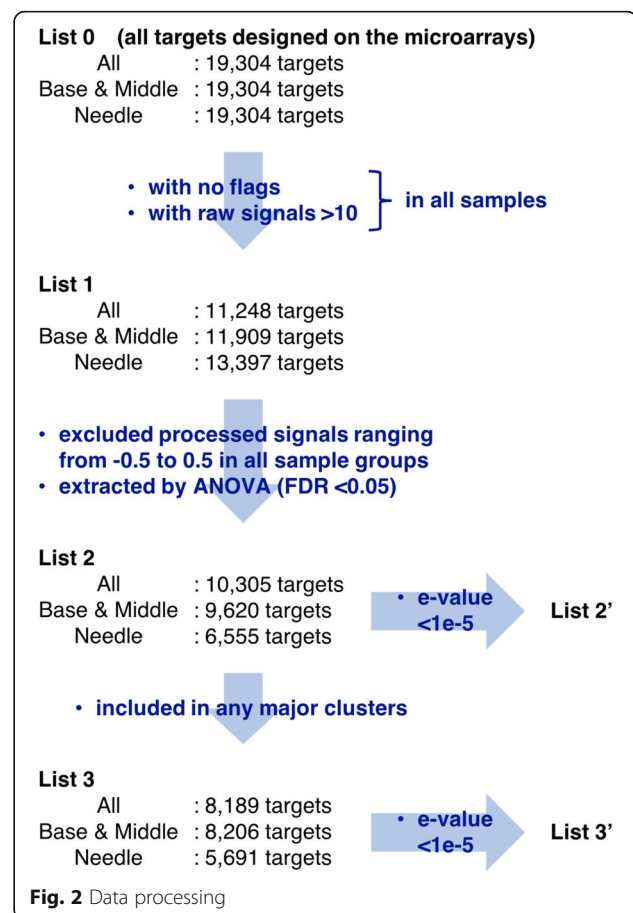 List 0 (all targets designed on the microarrays)
All : 19,304 targets
Base & Middle : 19,304 targets
Needle : 19,304 targets
• with no flags
• with raw signals >10
in all samples
List 1
All : 11,248 targets
Base & Middle : 11,909 targets
Needle : 13,397 targets
• excluded processed signals ranging
from -0.5 to 0.5 in all sample groups
• extracted by ANOVA (FDR <0.05)
List 2
All : 10,305 targets
Base & Middle : 9,620 targets
Needle : 6,555 targets
• e-value
<1e-5
List 2’
• included in any major clusters
List 3
All : 8,189 targets
Base & Middle : 8,206 targets
Needle : 5,691 targets
• e-value
<1e-5
List 3’
Fig. 2 Data processing